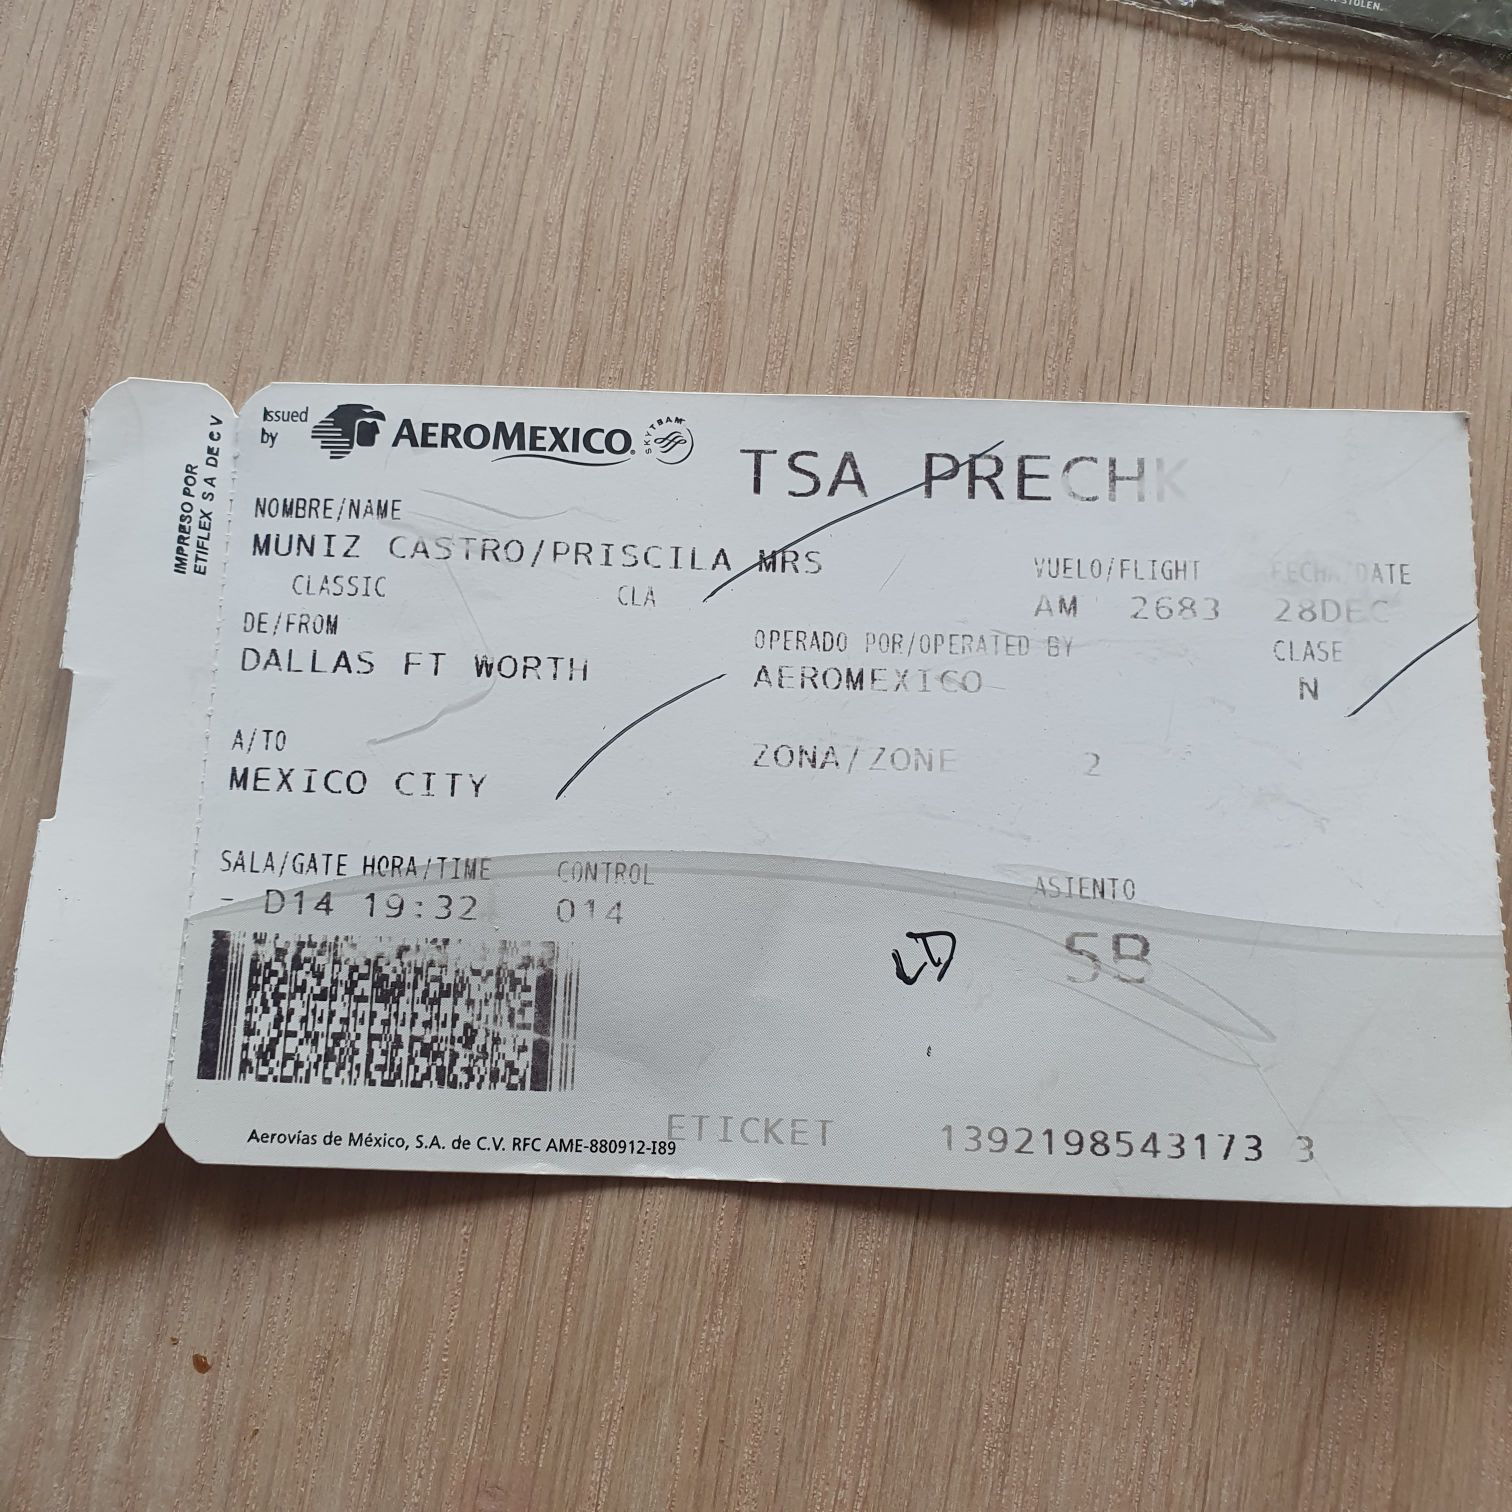 STOLEN.
IMPRESO POR
ETIFLEX S A DE C V
Issued
by
AEROMEXICO.
SKYTEAM
TSA PRECHK
NOMBRE/NAME
MUNIZ CASTRO/PRISCILA MRS
CLASSIC CLA
VUELO/FLIGHT FECHA/DATE
AM 2683 28DEC
DE/FROM
DALLAS FT WORTH
OPERADO POR/OPERATED BY CLASE
AEROMEXICO N
A/TO
MEXICO CITY
ZONA/ZONE 2
SALA/GATE HORA/TIME CONTROL ASIENTO
- D14 19:32 014 5B
ETICKET 1392198543173 3
Aerovías de México, S.A. de C.V. RFC AME-880912-I89